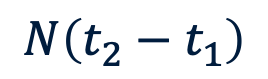 N(t₂ − t₁)